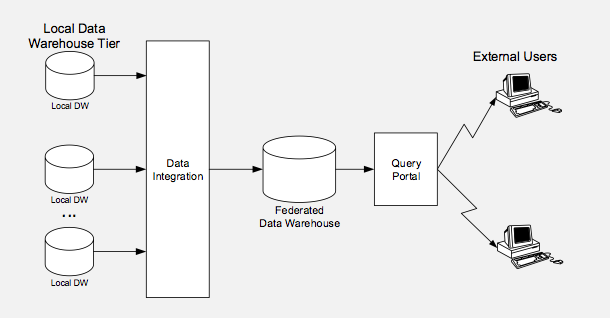 Local Data
Warehouse Tier
Local DW
Local DW
...
Local DW
Data
Integration
Federated
Data Warehouse
Query
Portal
External Users